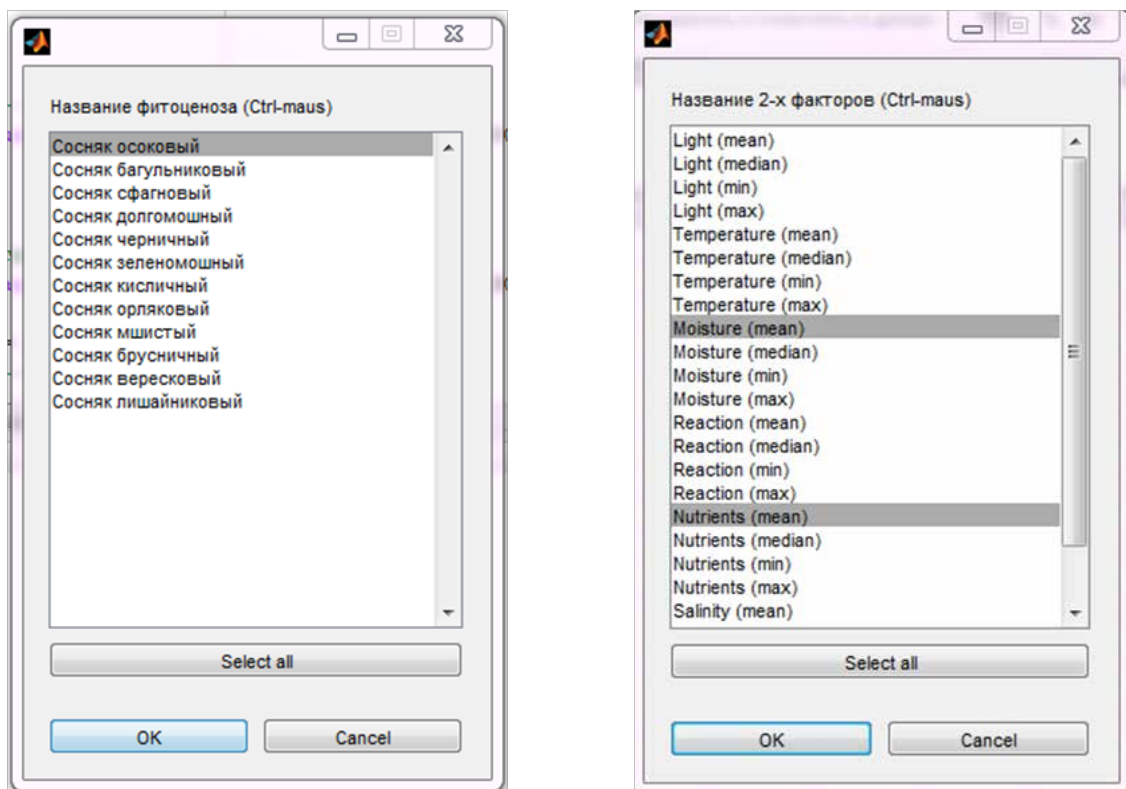 Название фитоценоза (Ctrl-maus)
Сосняк осоковый
Сосняк багульниковый
Сосняк сфагновый
Сосняк долгомошный
Сосняк черничный
Сосняк зеленомошный
Сосняк кисличный
Сосняк орляковый
Сосняк мшистый
Сосняк брусничный
Сосняк вересковый
Сосняк лишайниковый
Select all
OK
Cancel
Название 2-х факторов (Ctrl-maus)
Light (mean)
Light (median)
Light (min)
Light (max)
Temperature (mean)
Temperature (median)
Temperature (min)
Temperature (max)
Moisture (mean)
Moisture (median)
Moisture (min)
Moisture (max)
Reaction (mean)
Reaction (median)
Reaction (min)
Reaction (max)
Nutrients (mean)
Nutrients (median)
Nutrients (min)
Nutrients (max)
Salinity (mean)
Select all
OK
Cancel